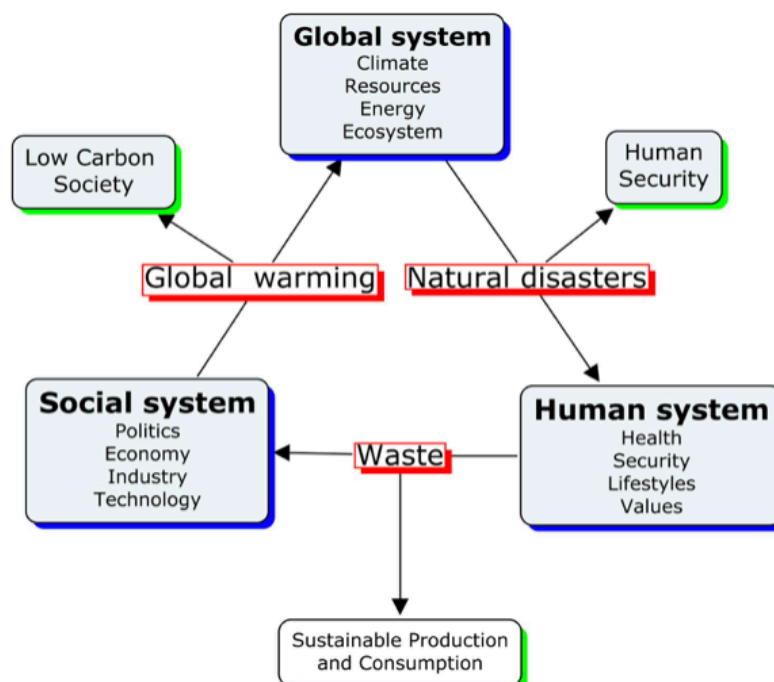 Global system
Climate
Resources
Energy
Ecosystem
Low Carbon
Society
Human
Security
Global warming
Natural disasters
Social system
Politics
Economy
Industry
Technology
Waste
Human system
Health
Security
Lifestyles
Values
Sustainable Production
and Consumption